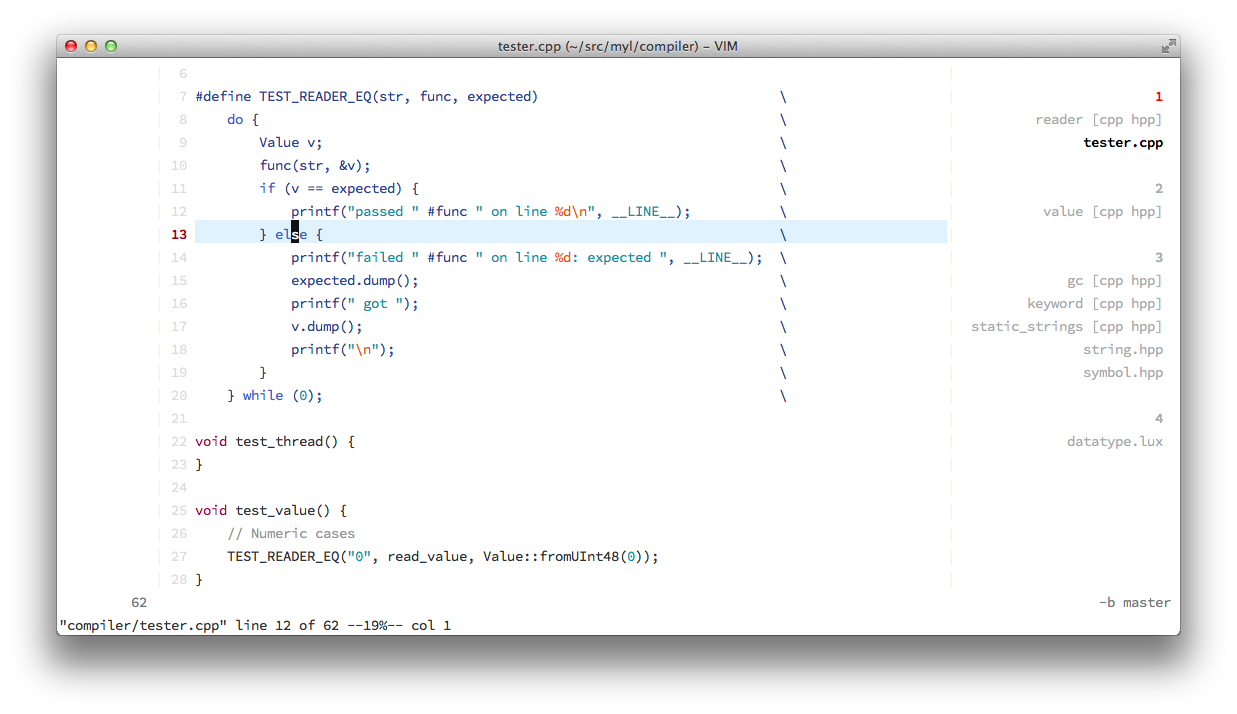 tester.cpp (~/src/myl/compiler) – VIM
6
7 #define TEST_READER_EQ(str, func, expected) \
8     do { \
9         Value v; \
10         func(str, &v); \
11         if (v == expected) { \
12             printf("passed " #func " on line %d\n", __LINE__); \
13         } else { \
14             printf("failed " #func " on line %d: expected ", __LINE__); \
15             expected.dump(); \
16             printf(" got "); \
17             v.dump(); \
18             printf("\n"); \
19         } \
20     } while (0); \
21
22 void test_thread() {
23 }
24
25 void test_value() {
26     // Numeric cases
27     TEST_READER_EQ("0", read_value, Value::fromUInt48(0));
28 }
1
reader [cpp hpp]
tester.cpp
2
value [cpp hpp]
3
gc [cpp hpp]
keyword [cpp hpp]
static_strings [cpp hpp]
string.hpp
symbol.hpp
4
datatype.lux
62 -b master
"compiler/tester.cpp" line 12 of 62 --19%-- col 1